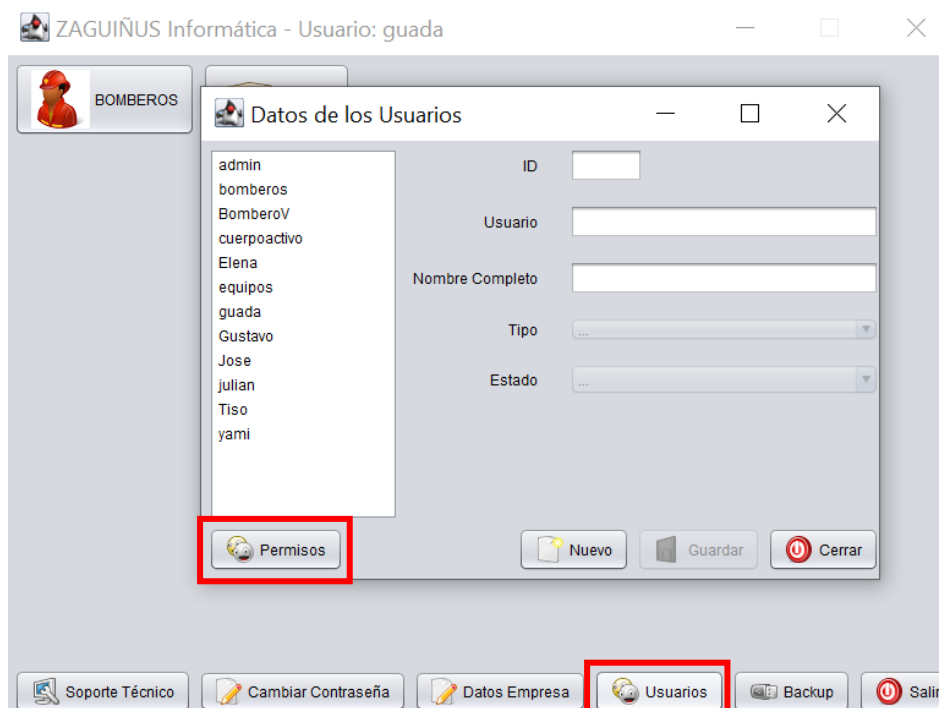 ZAGUIÑUS Informática - Usuario: guada
BOMBEROS
Datos de los Usuarios
admin
bomberos
BomberoV
cuerpoactivo
Elena
equipos
guada
Gustavo
Jose
julian
Tiso
yami
ID
Usuario
Nombre Completo
Tipo ...
Estado ...
Permisos Nuevo Guardar Cerrar
Soporte Técnico Cambiar Contraseña Datos Empresa Usuarios Backup Salir